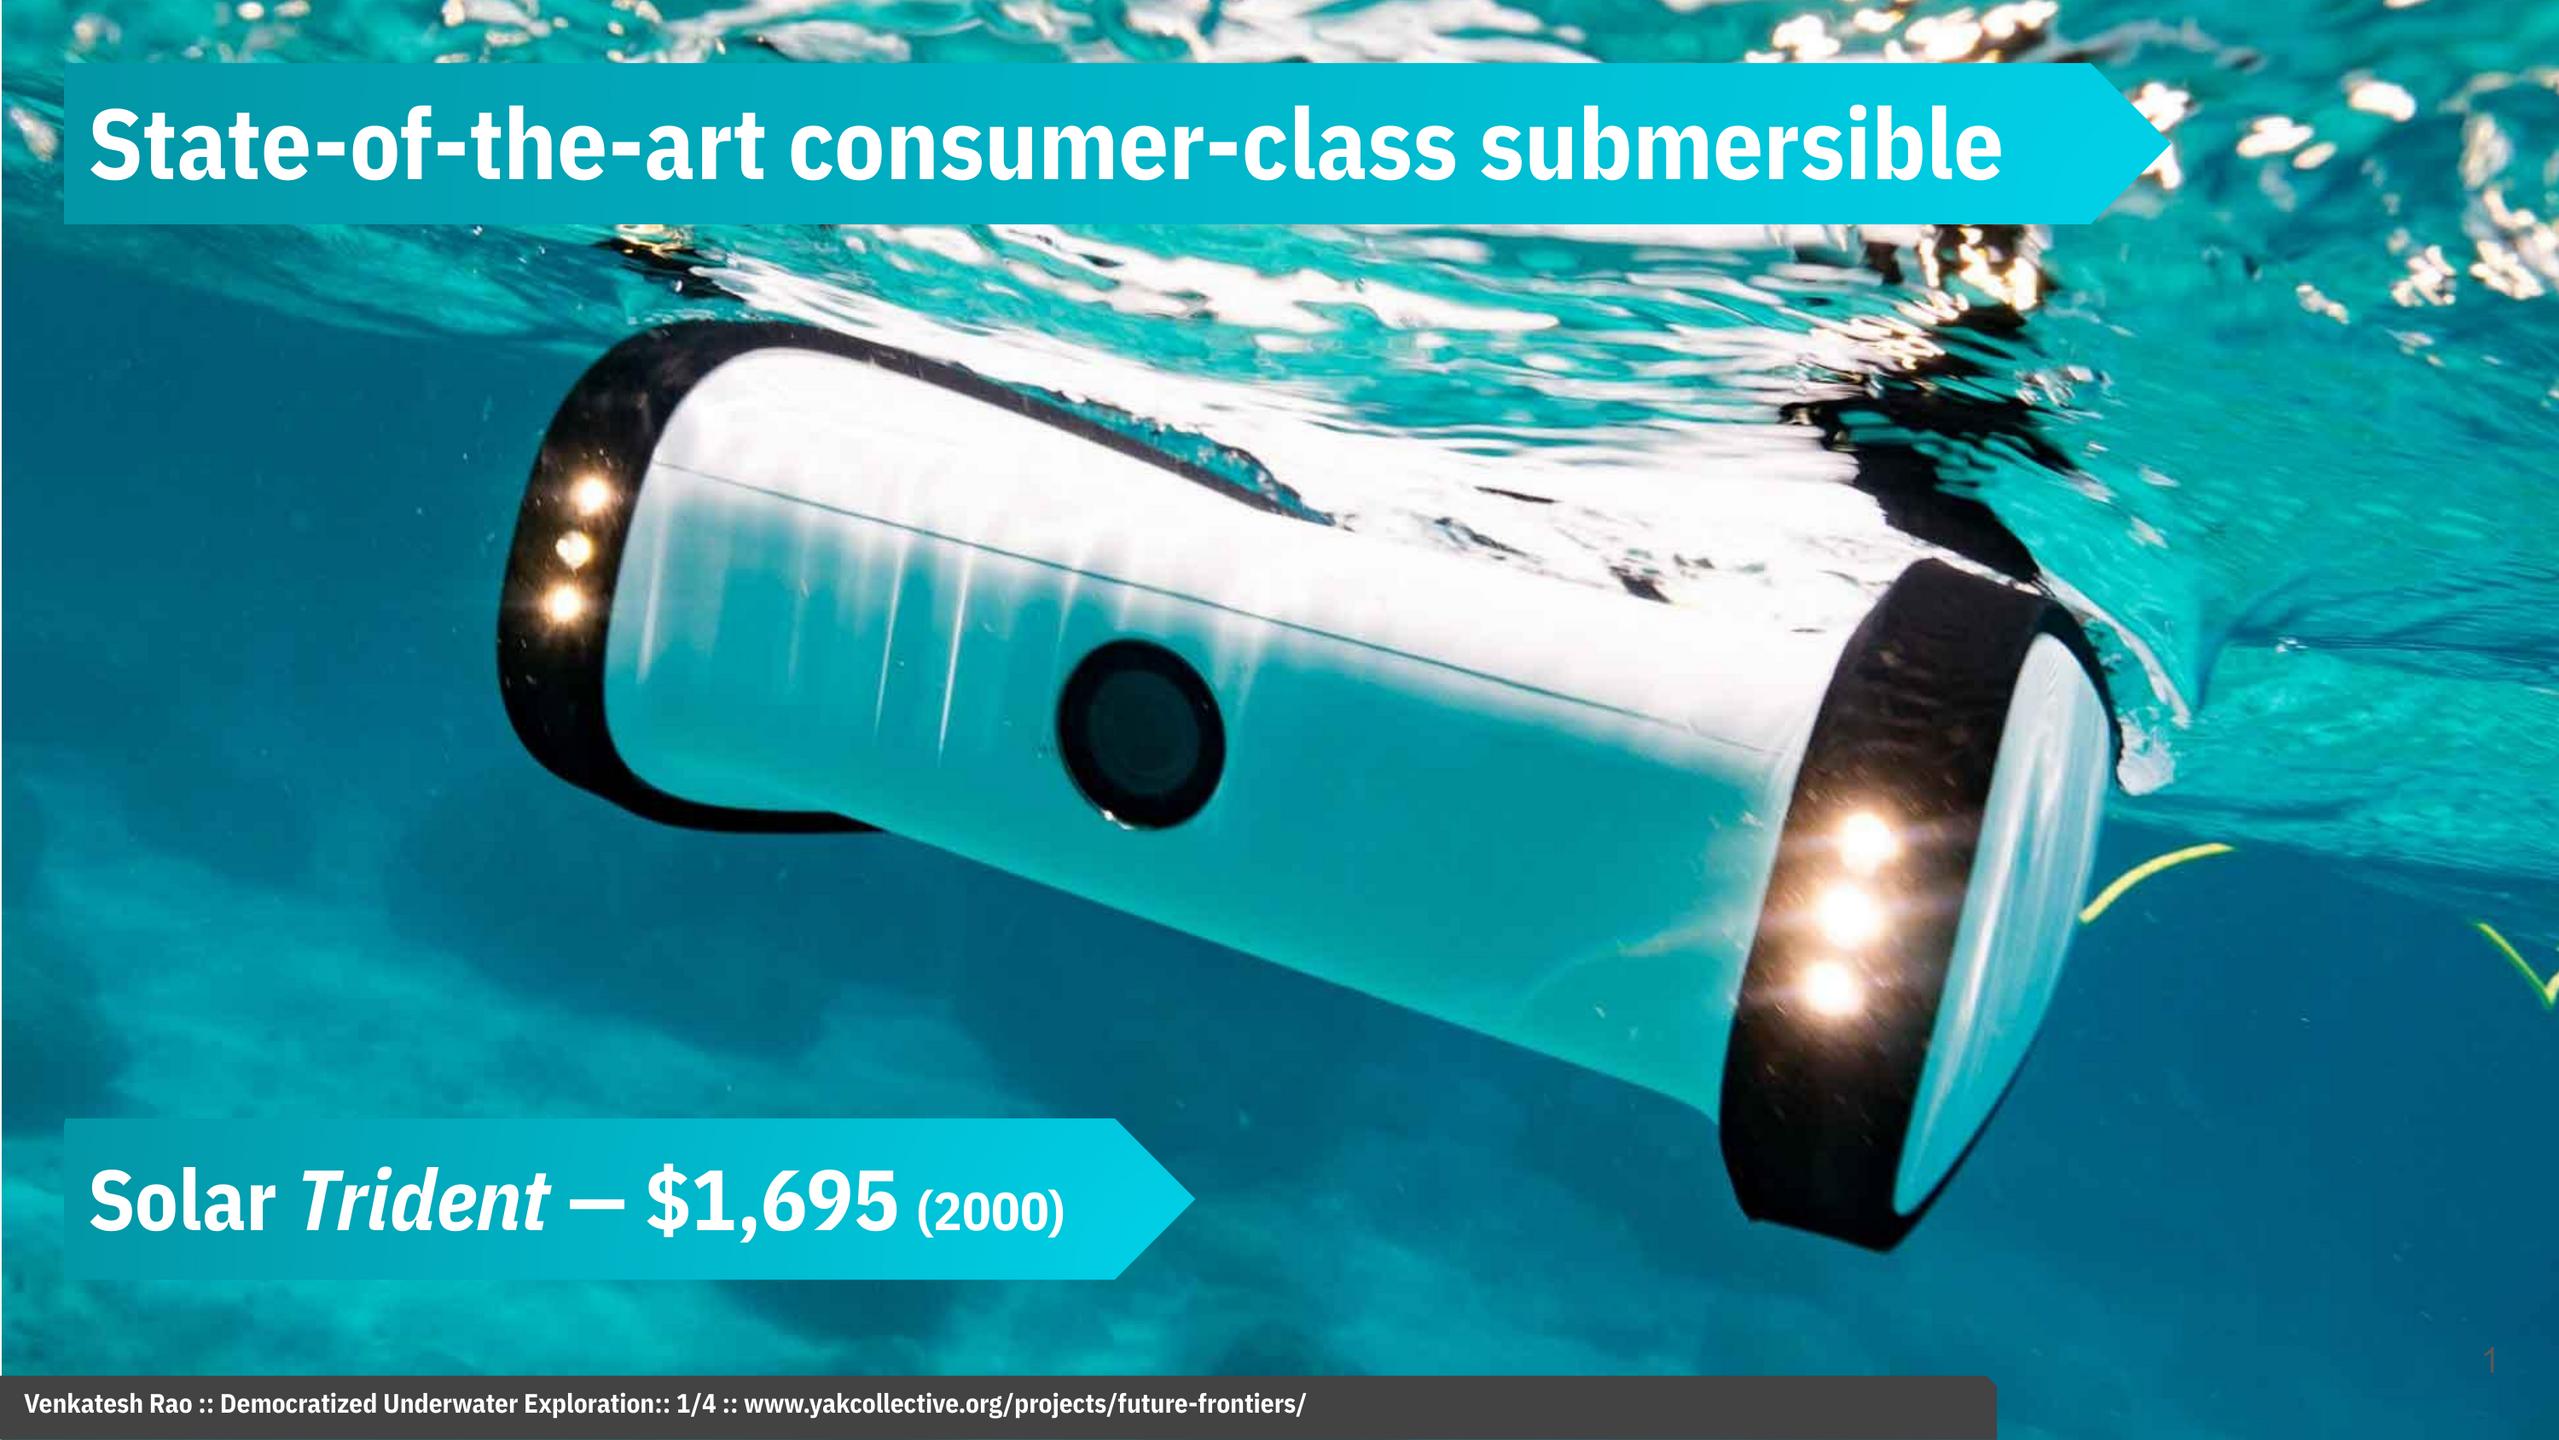 State-of-the-art consumer-class submersible
Solar Trident — $1,695 (2000)
1
Venkatesh Rao :: Democratized Underwater Exploration:: 1/4 :: www.yakcollective.org/projects/future-frontiers/